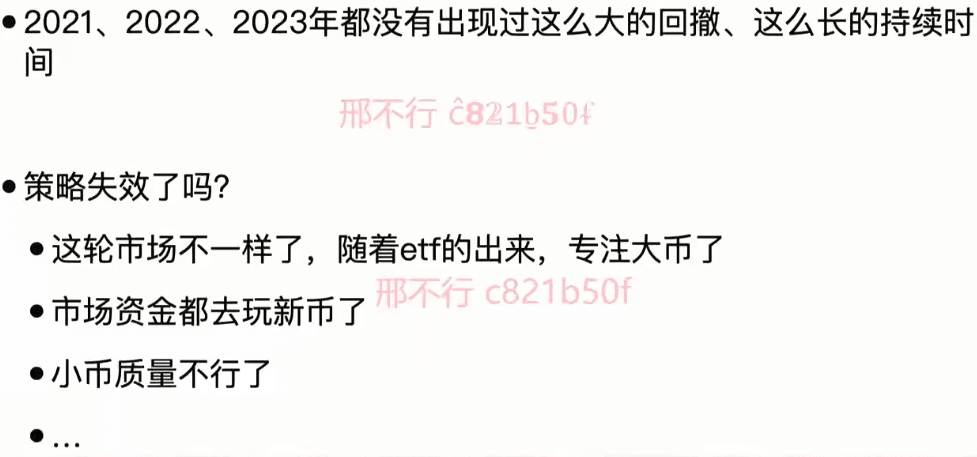 • 2021、2022、2023年都没有出现过这么大的回撤、这么长的持续时
间
邢不行 ĉ821b50f
• 策略失效了吗？
• 这轮市场不一样了，随着etf的出来，专注大币了
邢不行 c821b50f
• 市场资金都去玩新币了
• 小币质量不行了
• …